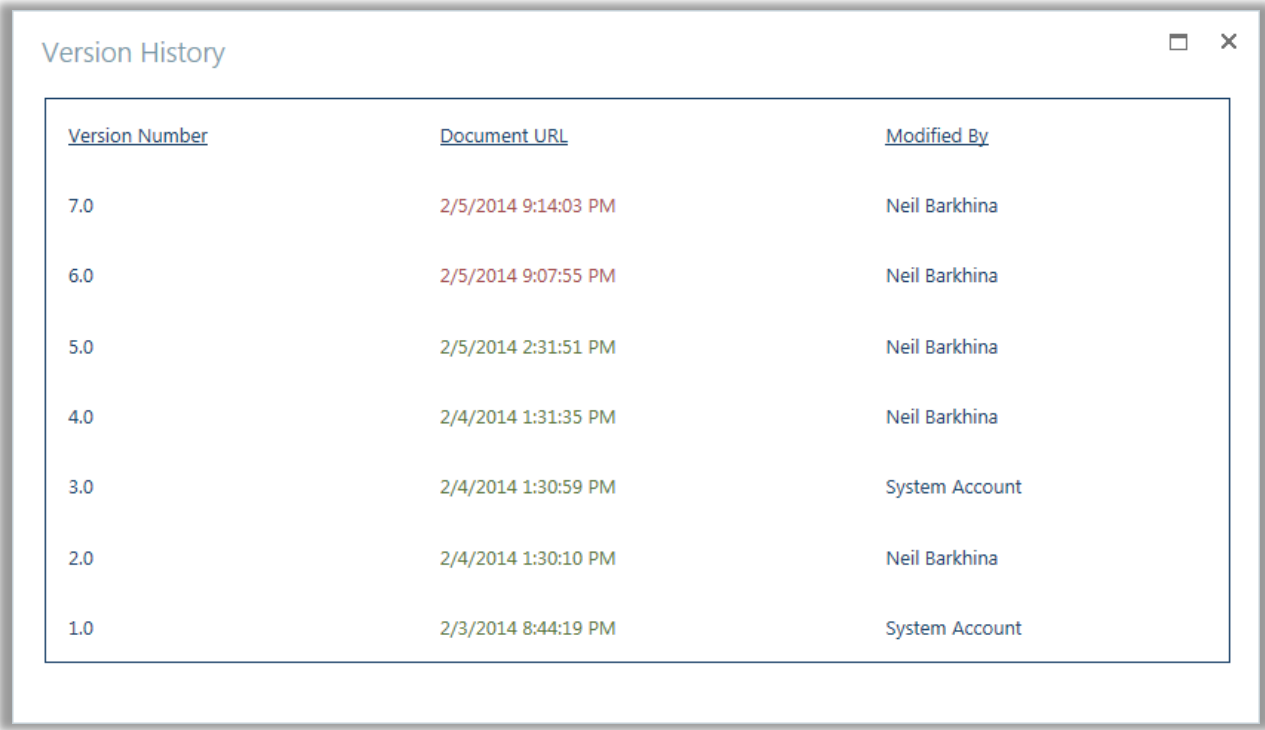 Version History
Version Number Document URL Modified By
7.0 2/5/2014 9:14:03 PM Neil Barkhina
6.0 2/5/2014 9:07:55 PM Neil Barkhina
5.0 2/5/2014 2:31:51 PM Neil Barkhina
4.0 2/4/2014 1:31:35 PM Neil Barkhina
3.0 2/4/2014 1:30:59 PM System Account
2.0 2/4/2014 1:30:10 PM Neil Barkhina
1.0 2/3/2014 8:44:19 PM System Account